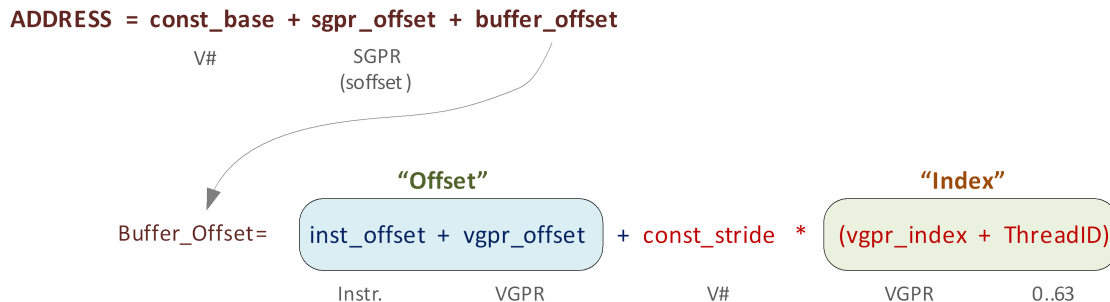 ADDRESS = const_base + sgpr_offset + buffer_offset
V# SGPR
(soffset)
“Offset” “Index”
Buffer_Offset= inst_offset + vgpr_offset + const_stride * (vgpr_index + ThreadID)
Instr. VGPR V# VGPR 0..63